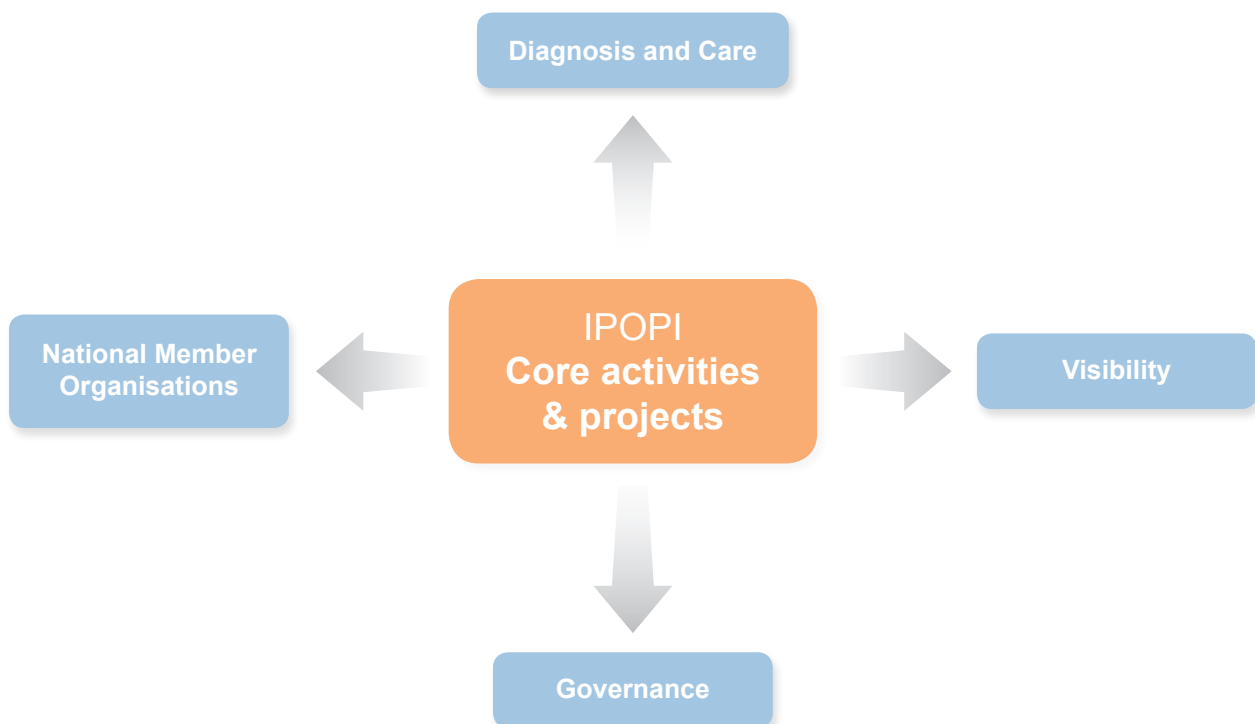 Diagnosis and Care
National Member
Organisations
IPOPI
Core activities
& projects
Visibility
Governance